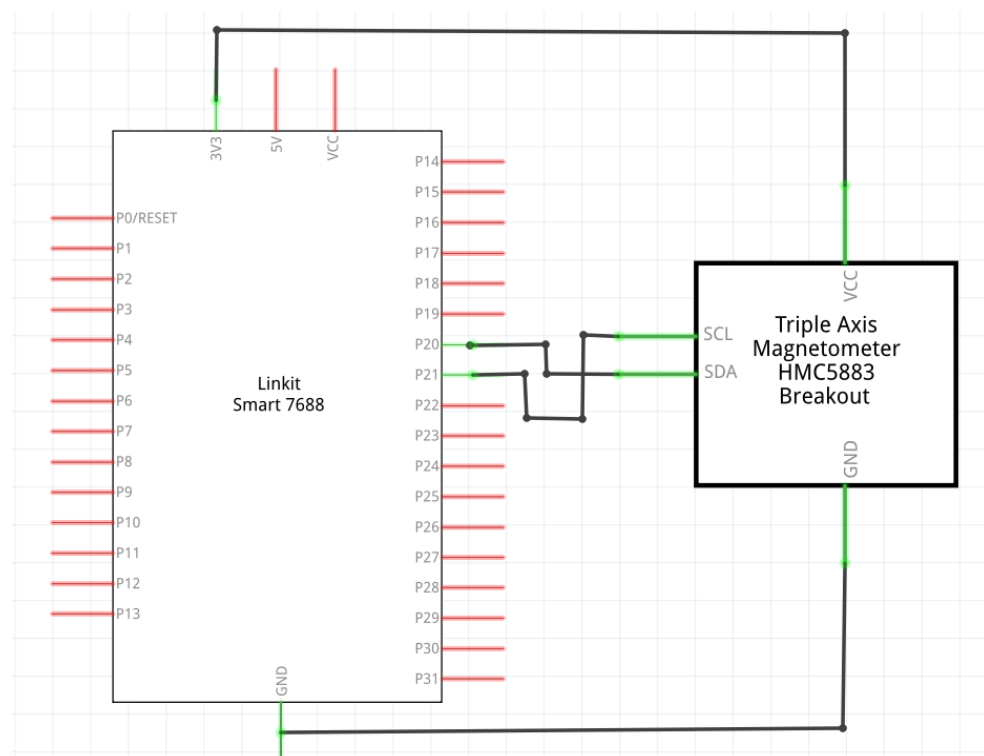 3V3
5V
VCC
P0/RESET
P1
P2
P3
P4
P5
P6
P7
P8
P9
P10
P11
P12
P13
Linkit
Smart 7688
P14
P15
P16
P17
P18
P19
P20
P21
P22
P23
P24
P25
P26
P27
P28
P29
P30
P31
GND
VCC
SCL
SDA
Triple Axis
Magnetometer
HMC5883
Breakout
GND